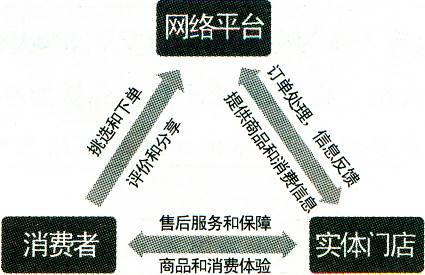 网络平台
挑选和下单
评价和分享
订单处理，信息反馈
提供商品和消费信息
消费者
售后服务和保障
商品和消费体验
实体门店